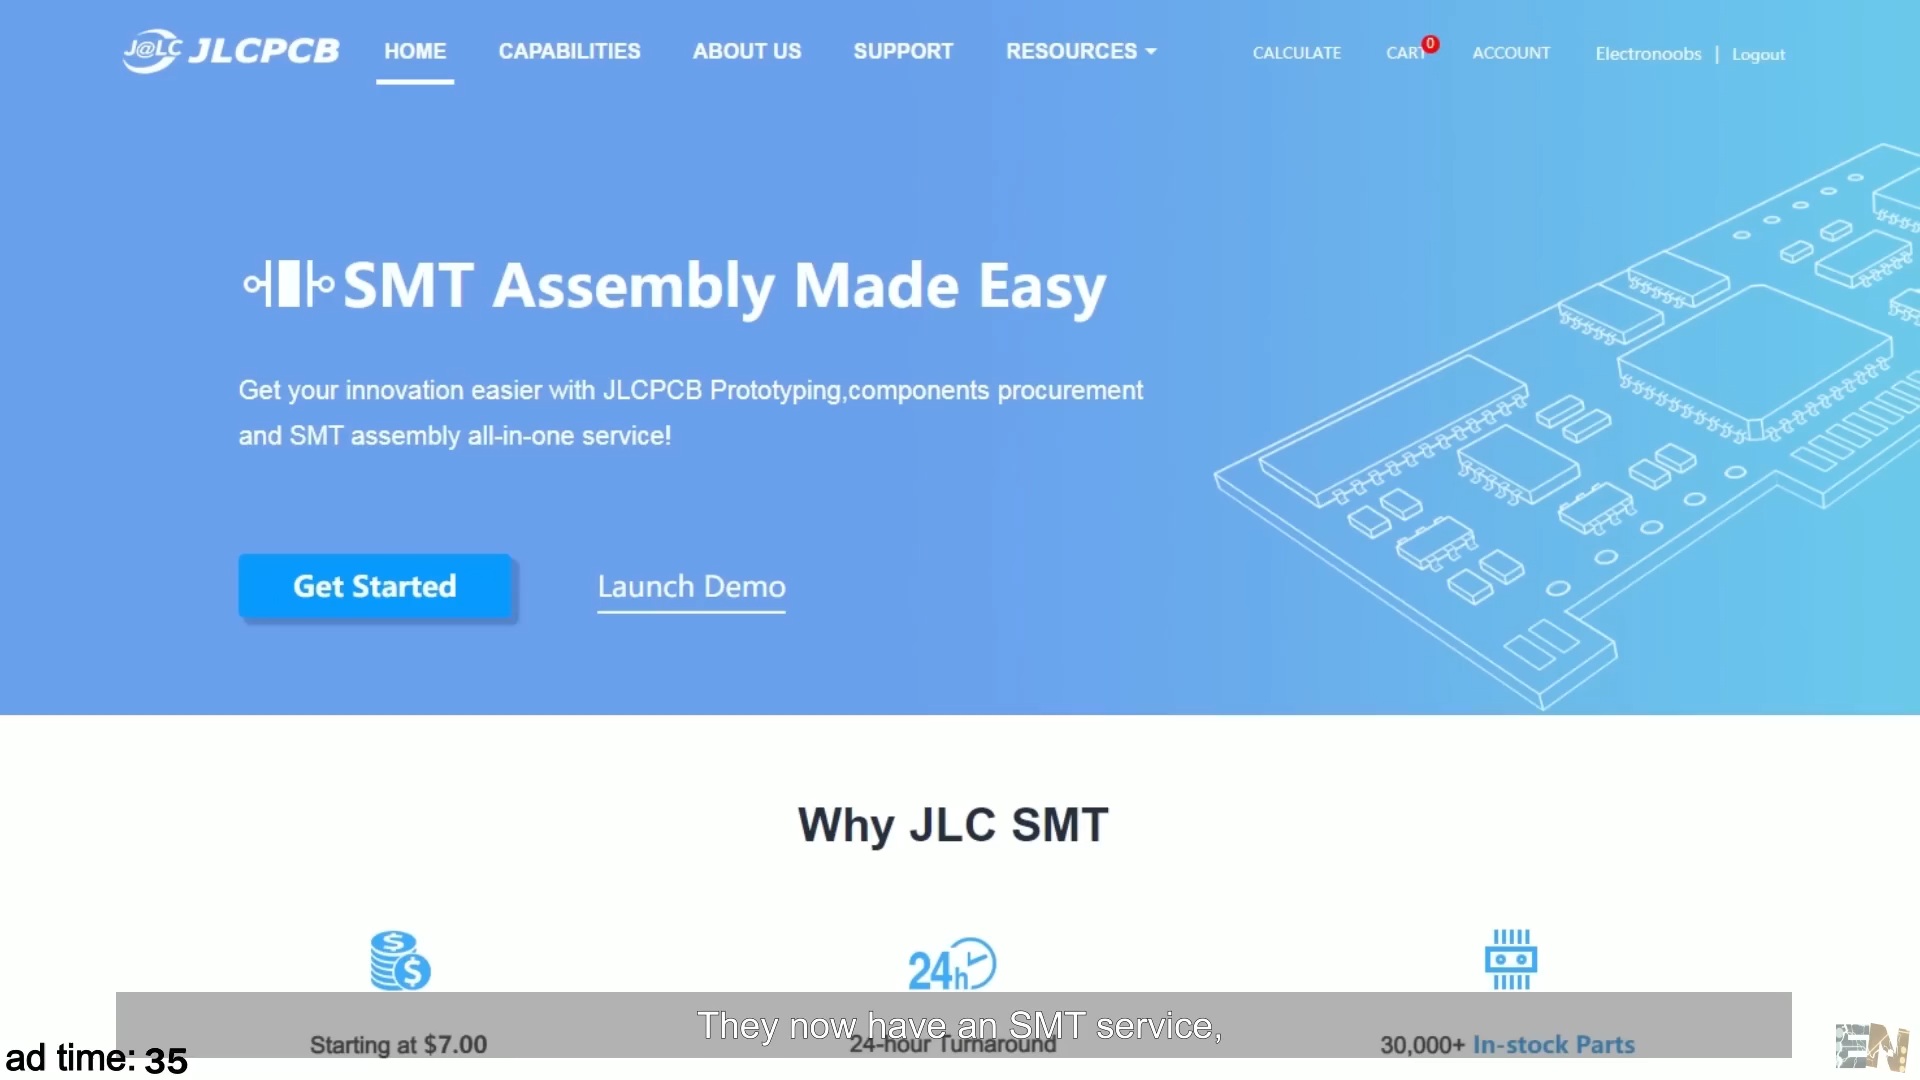 J@LC JLCPCB HOME CAPABILITIES ABOUT US SUPPORT RESOURCES CALCULATE CART 0 ACCOUNT Electronoobs | Logout
SMT Assembly Made Easy
Get your innovation easier with JLCPCB Prototyping,components procurement
and SMT assembly all-in-one service!
Get Started Launch Demo
Why JLC SMT
$ $ 24h
They now have an SMT service,
Starting at $7.00 24-hour Turnaround 30,000+ In-stock Parts
ad time: 35
EN